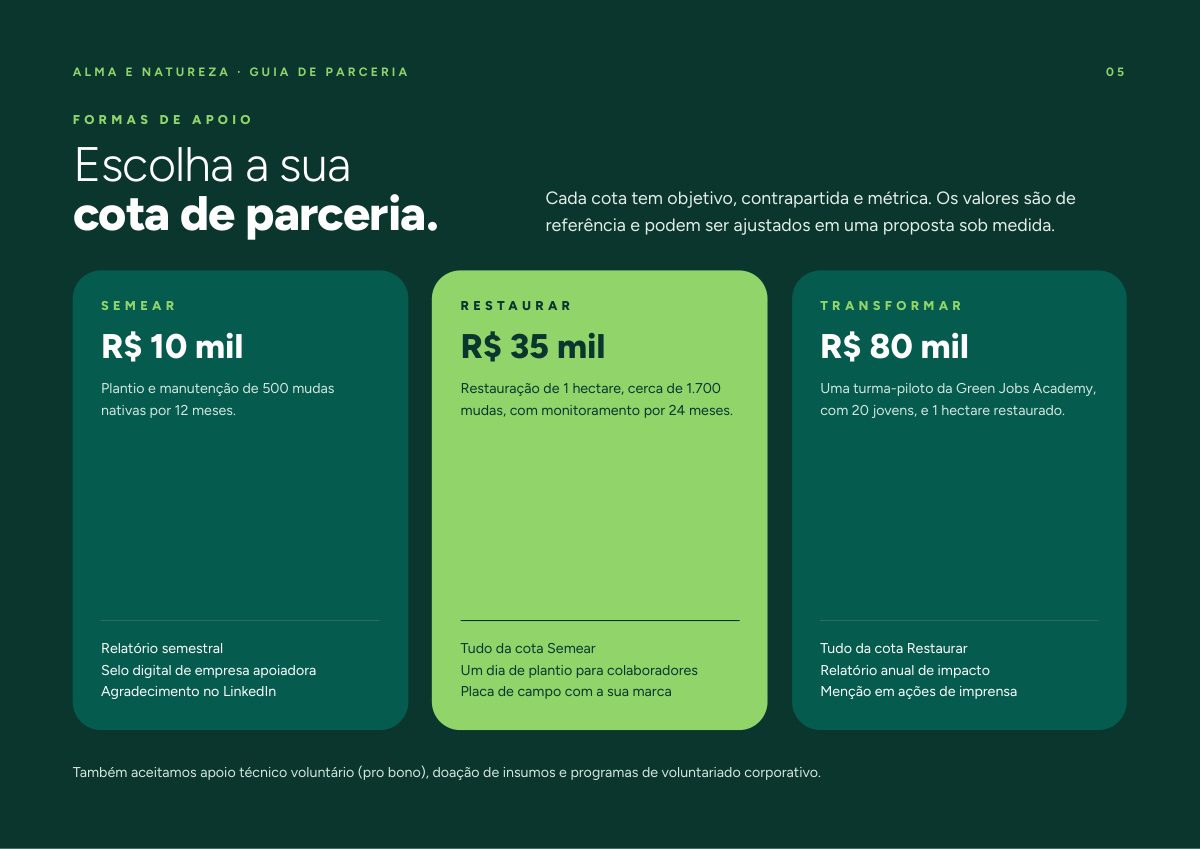 ALMA E NATUREZA · GUIA DE PARCERIA
05
FORMAS DE APOIO
Escolha a sua
cota de parceria.
Cada cota tem objetivo, contrapartida e métrica. Os valores são de
referência e podem ser ajustados em uma proposta sob medida.
SEMEAR
R$ 10 mil
Plantio e manutenção de 500 mudas
nativas por 12 meses.
Relatório semestral
Selo digital de empresa apoiadora
Agradecimento no LinkedIn
RESTAURAR
R$ 35 mil
Restauração de 1 hectare, cerca de 1.700
mudas, com monitoramento por 24 meses.
Tudo da cota Semear
Um dia de plantio para colaboradores
Placa de campo com a sua marca
TRANSFORMAR
R$ 80 mil
Uma turma-piloto da Green Jobs Academy,
com 20 jovens, e 1 hectare restaurado.
Tudo da cota Restaurar
Relatório anual de impacto
Menção em ações de imprensa
Também aceitamos apoio técnico voluntário (pro bono), doação de insumos e programas de voluntariado corporativo.